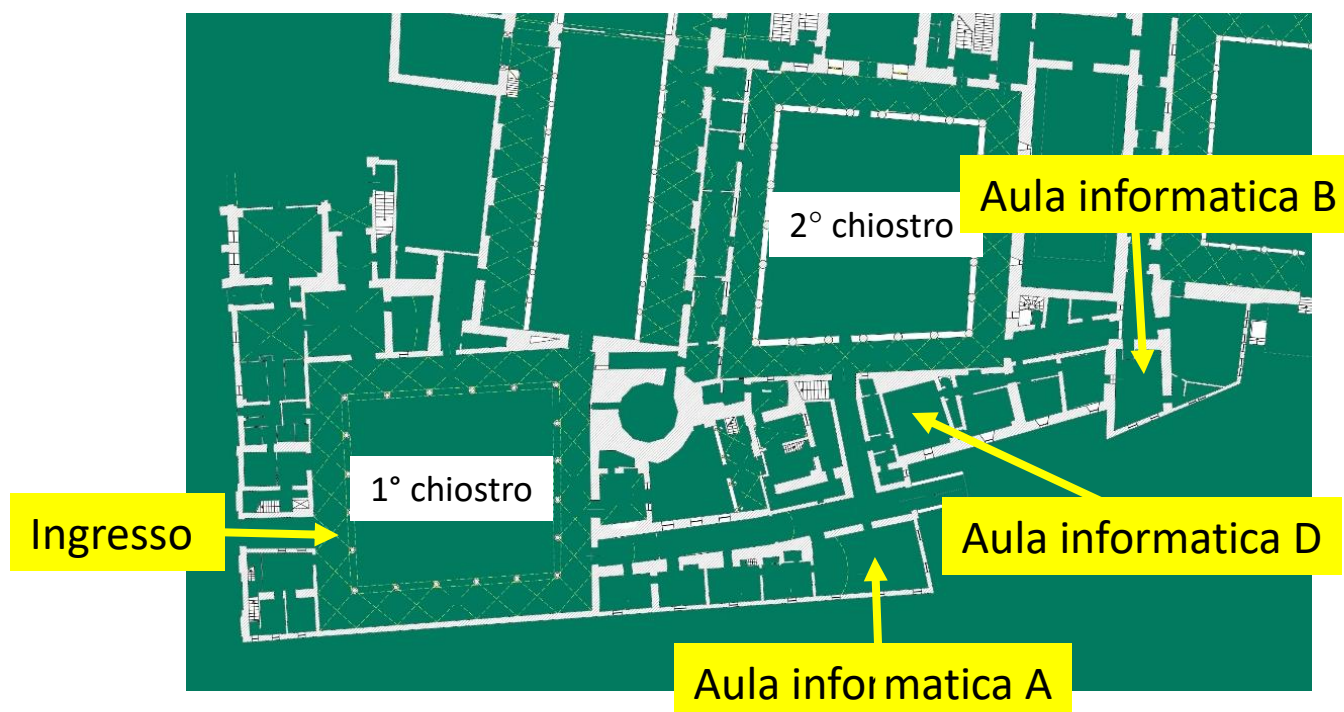 Aula informatica B
2° chiostro
1° chiostro
Ingresso
Aula informatica D
Aula informatica A